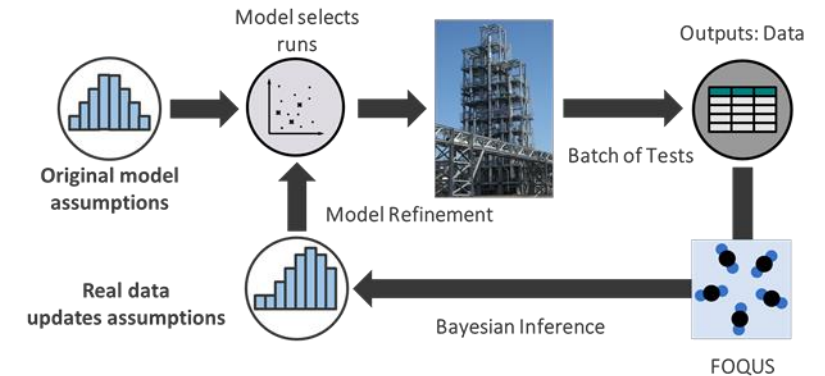 Model selects
runs
Outputs: Data
Original model
assumptions
Batch of Tests
Model Refinement
Real data
updates assumptions
Bayesian Inference
FOQUS